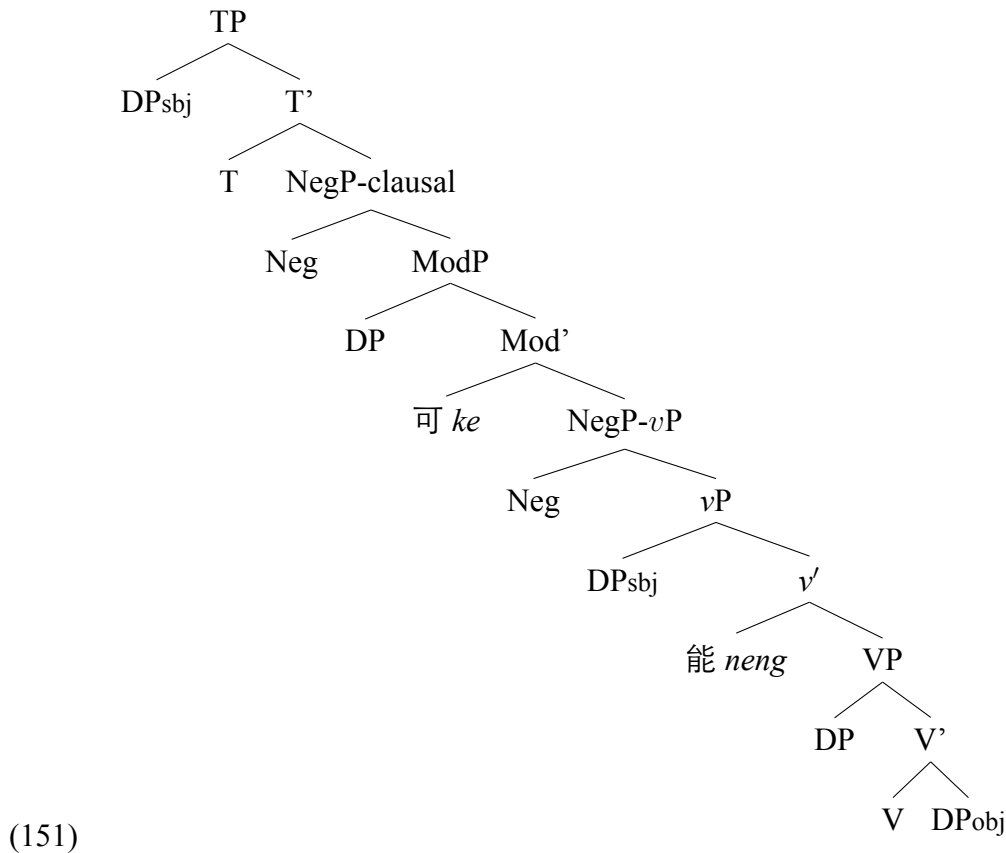 TP
DPsbj T’
T NegP-clausal
Neg ModP
DP Mod’
可 ke NegP-vP
Neg vP
DPsbj v′
能 neng VP
DP V’
(151) V DPobj